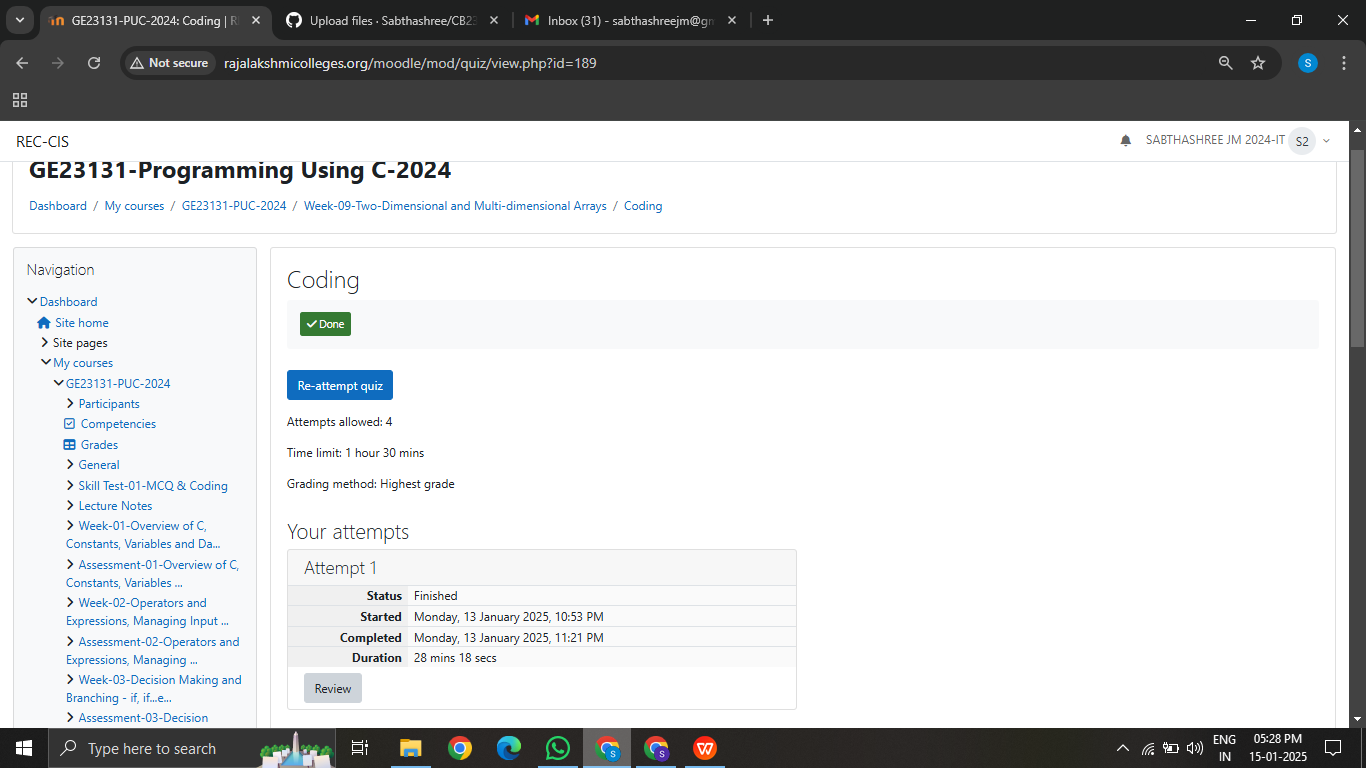 GE23131-PUC-2024: Coding | R
Upload files · Sabthashree/CB23
Inbox (31) - sabthashreejm@gm
Not secure
rajalakshmicolleges.org/moodle/mod/quiz/view.php?id=189
S
REC-CIS
SABTHASHREE JM 2024-IT S2
GE23131-Programming Using C-2024
Dashboard / My courses / GE23131-PUC-2024 / Week-09-Two-Dimensional and Multi-dimensional Arrays / Coding
Navigation
Dashboard
Site home
Site pages
My courses
GE23131-PUC-2024
Participants
Competencies
Grades
General
Skill Test-01-MCQ & Coding
Lecture Notes
Week-01-Overview of C,
Constants, Variables and Da...
Assessment-01-Overview of C,
Constants, Variables ...
Week-02-Operators and
Expressions, Managing Input ...
Assessment-02-Operators and
Expressions, Managing ...
Week-03-Decision Making and
Branching - if, if...e...
Assessment-03-Decision
Coding
Done
Re-attempt quiz
Attempts allowed: 4
Time limit: 1 hour 30 mins
Grading method: Highest grade
Your attempts
Attempt 1
Status Finished
Started Monday, 13 January 2025, 10:53 PM
Completed Monday, 13 January 2025, 11:21 PM
Duration 28 mins 18 secs
Review
Type here to search
ENG
IN
05:28 PM
15-01-2025